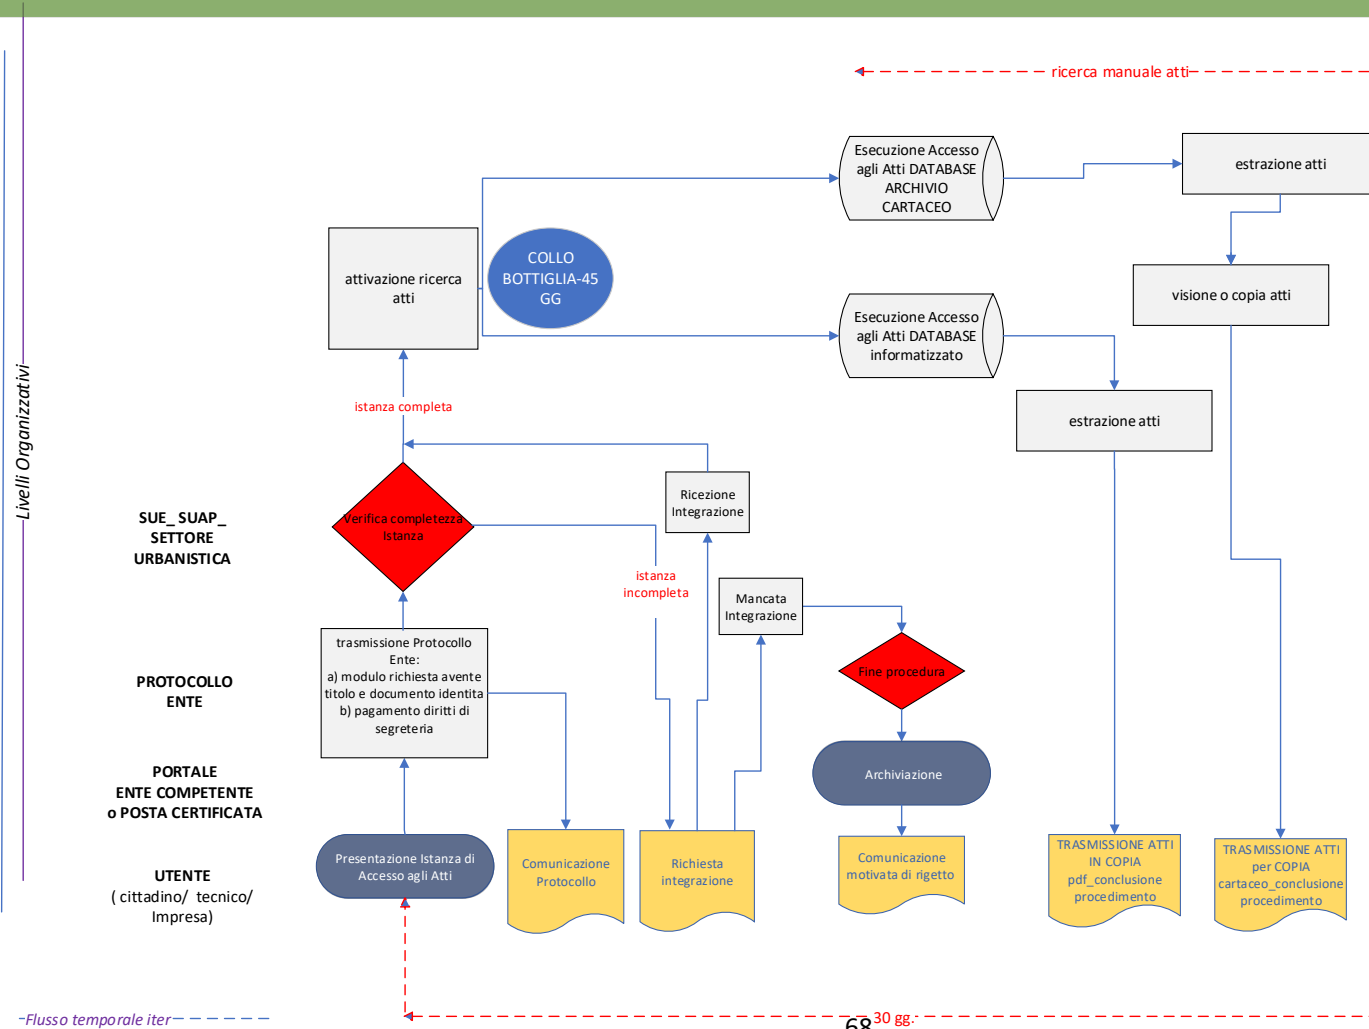 ricerca manuale atti
Esecuzione Accesso
agli Atti DATABASE
ARCHIVIO
CARTACEO
estrazione atti
COLLO
BOTTIGLIA-45
GG
attivazione ricerca
atti
visione o copia atti
Esecuzione Accesso
agli Atti DATABASE
informatizzato
Livelli Organizzativi
istanza completa
estrazione atti
SUE_ SUAP_
SETTORE
URBANISTICA
Verifica completezza
Istanza
Ricezione
Integrazione
istanza
incompleta
Mancata
Integrazione
PROTOCOLLO
ENTE
trasmissione Protocollo
Ente:
a) modulo richiesta avente
titolo e documento identita
b) pagamento diritti di
segreteria
Fine procedura
PORTALE
ENTE COMPETENTE
o POSTA CERTIFICATA
Archiviazione
UTENTE
( cittadino/ tecnico/
Impresa)
Presentazione Istanza di
Accesso agli Atti
Comunicazione
Protocollo
Richiesta
integrazione
Comunicazione
motivata di rigetto
TRASMISSIONE ATTI
IN COPIA
pdf_conclusione
procedimento
TRASMISSIONE ATTI
per COPIA
cartaceo_conclusione
procedimento
Flusso temporale iter
68
30 gg.